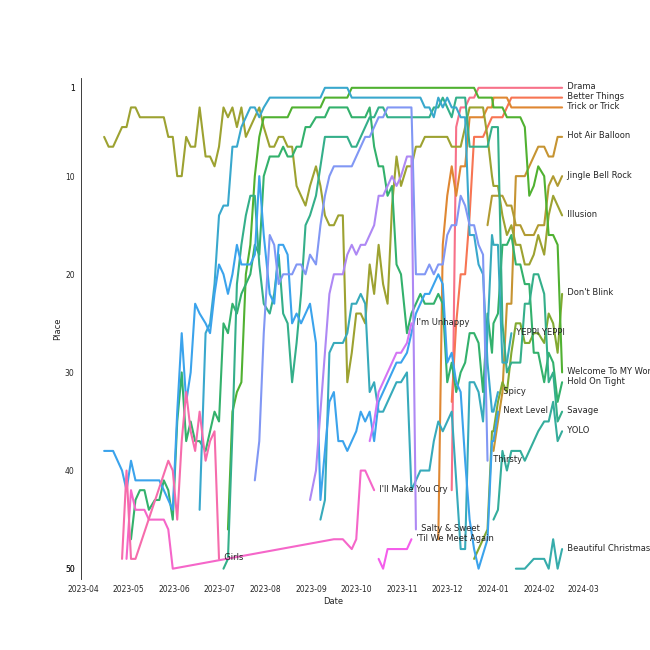 1
Drama
Better Things
Trick or Trick
Hot Air Balloon
10
Jingle Bell Rock
Illusion
20
Don't Blink
I'm Unhappy
YEPPI YEPPI
30
Welcome To MY Wor
Hold On Tight
Spicy
Next Level
Savage
YOLO
40
Thirsty
I'll Make You Cry
Salty & Sweet
'Til We Meet Again
Beautiful Christmas
Girls
50
Place
2023-04
2023-05
2023-06
2023-07
2023-08
2023-09
2023-10
2023-11
2023-12
2024-01
2024-02
2024-03
Date